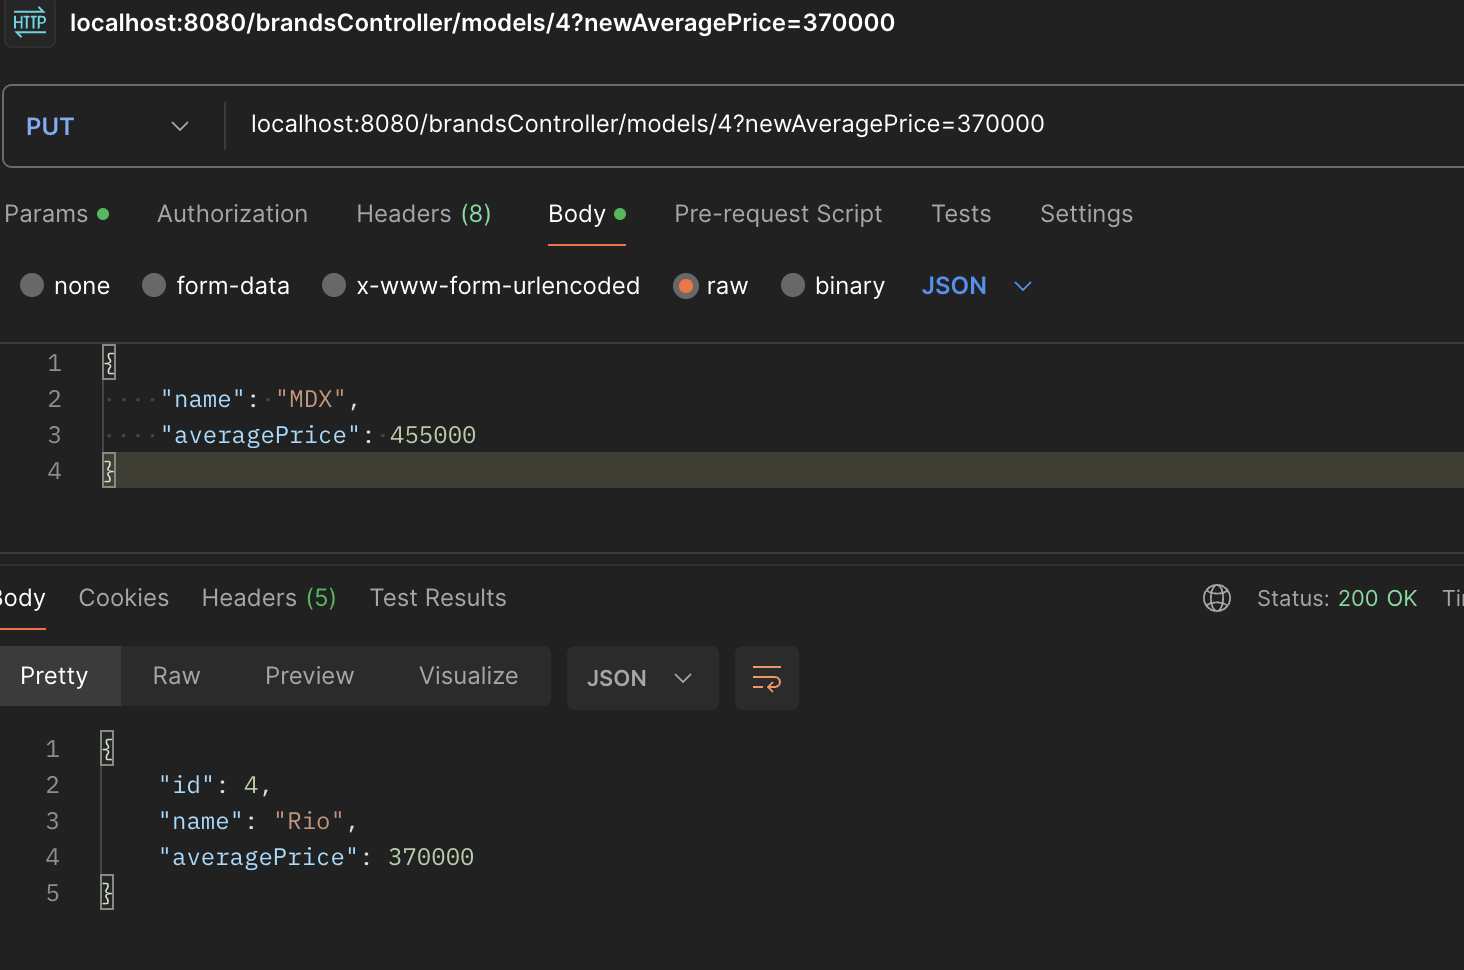 HTTP localhost:8080/brandsController/models/4?newAveragePrice=370000
PUT localhost:8080/brandsController/models/4?newAveragePrice=370000
Params Authorization Headers (8) Body Pre-request Script Tests Settings
none form-data x-www-form-urlencoded raw binary JSON
1 {
2 "name": "MDX",
3 "averagePrice": 455000
4 }
Body Cookies Headers (5) Test Results Status: 200 OK
Pretty Raw Preview Visualize JSON
1 {
2 "id": 4,
3 "name": "Rio",
4 "averagePrice": 370000
5 }